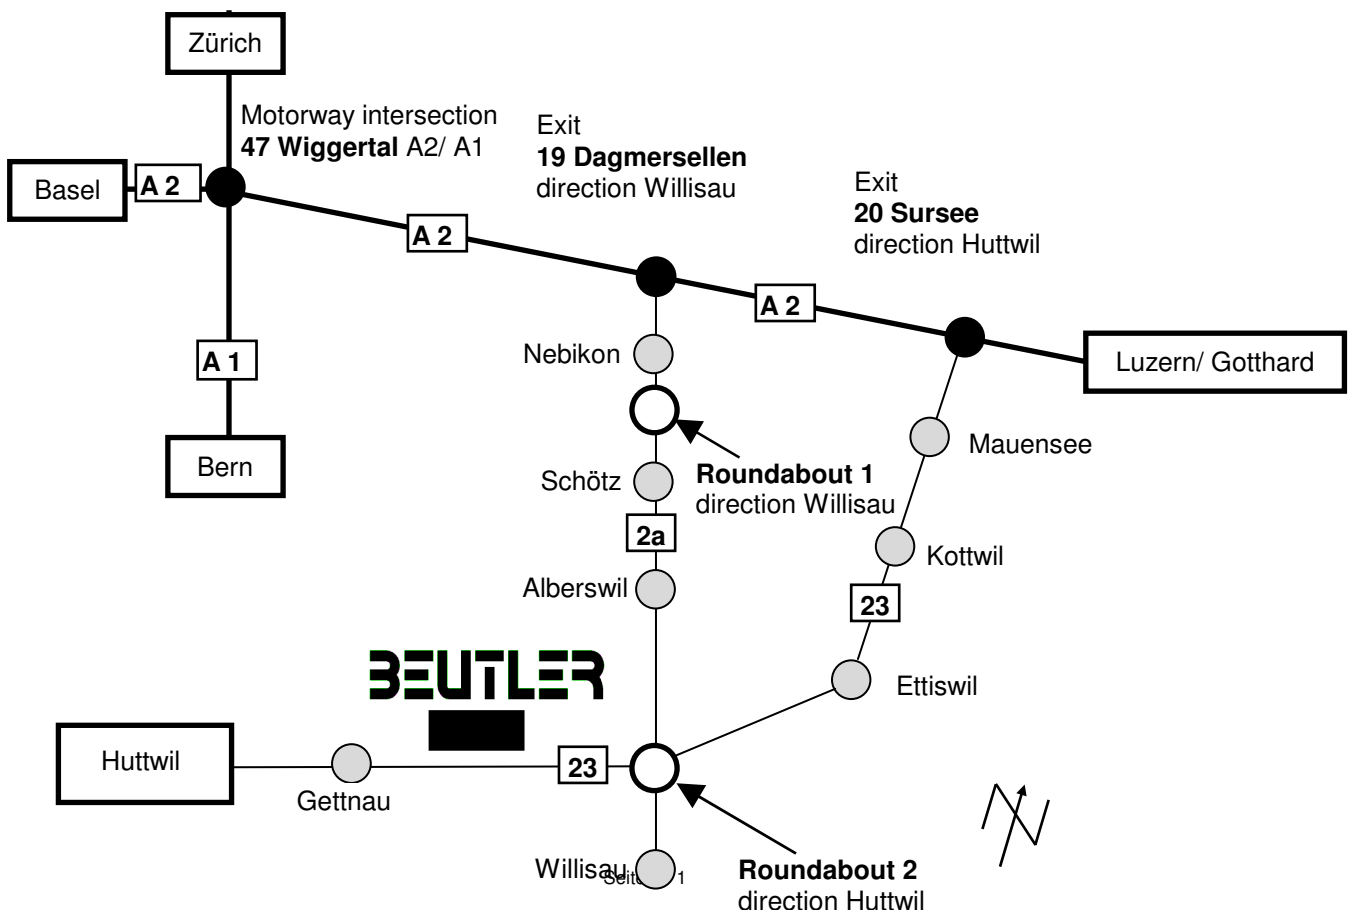 Zürich
Motorway intersection
47 Wiggertal A2/ A1
Exit
19 Dagmersellen
direction Willisau
Exit
20 Sursee
direction Huttwil
Basel
A 2
A 2
A 2
Luzern/ Gotthard
A 1
Bern
Nebikon
Roundabout 1
direction Willisau
Schötz
2a
Alberswil
Mauensee
Kottwil
23
Ettiswil
BEUTLER
Huttwil
Gettnau
23
Willisau
Roundabout 2
direction Huttwil
N